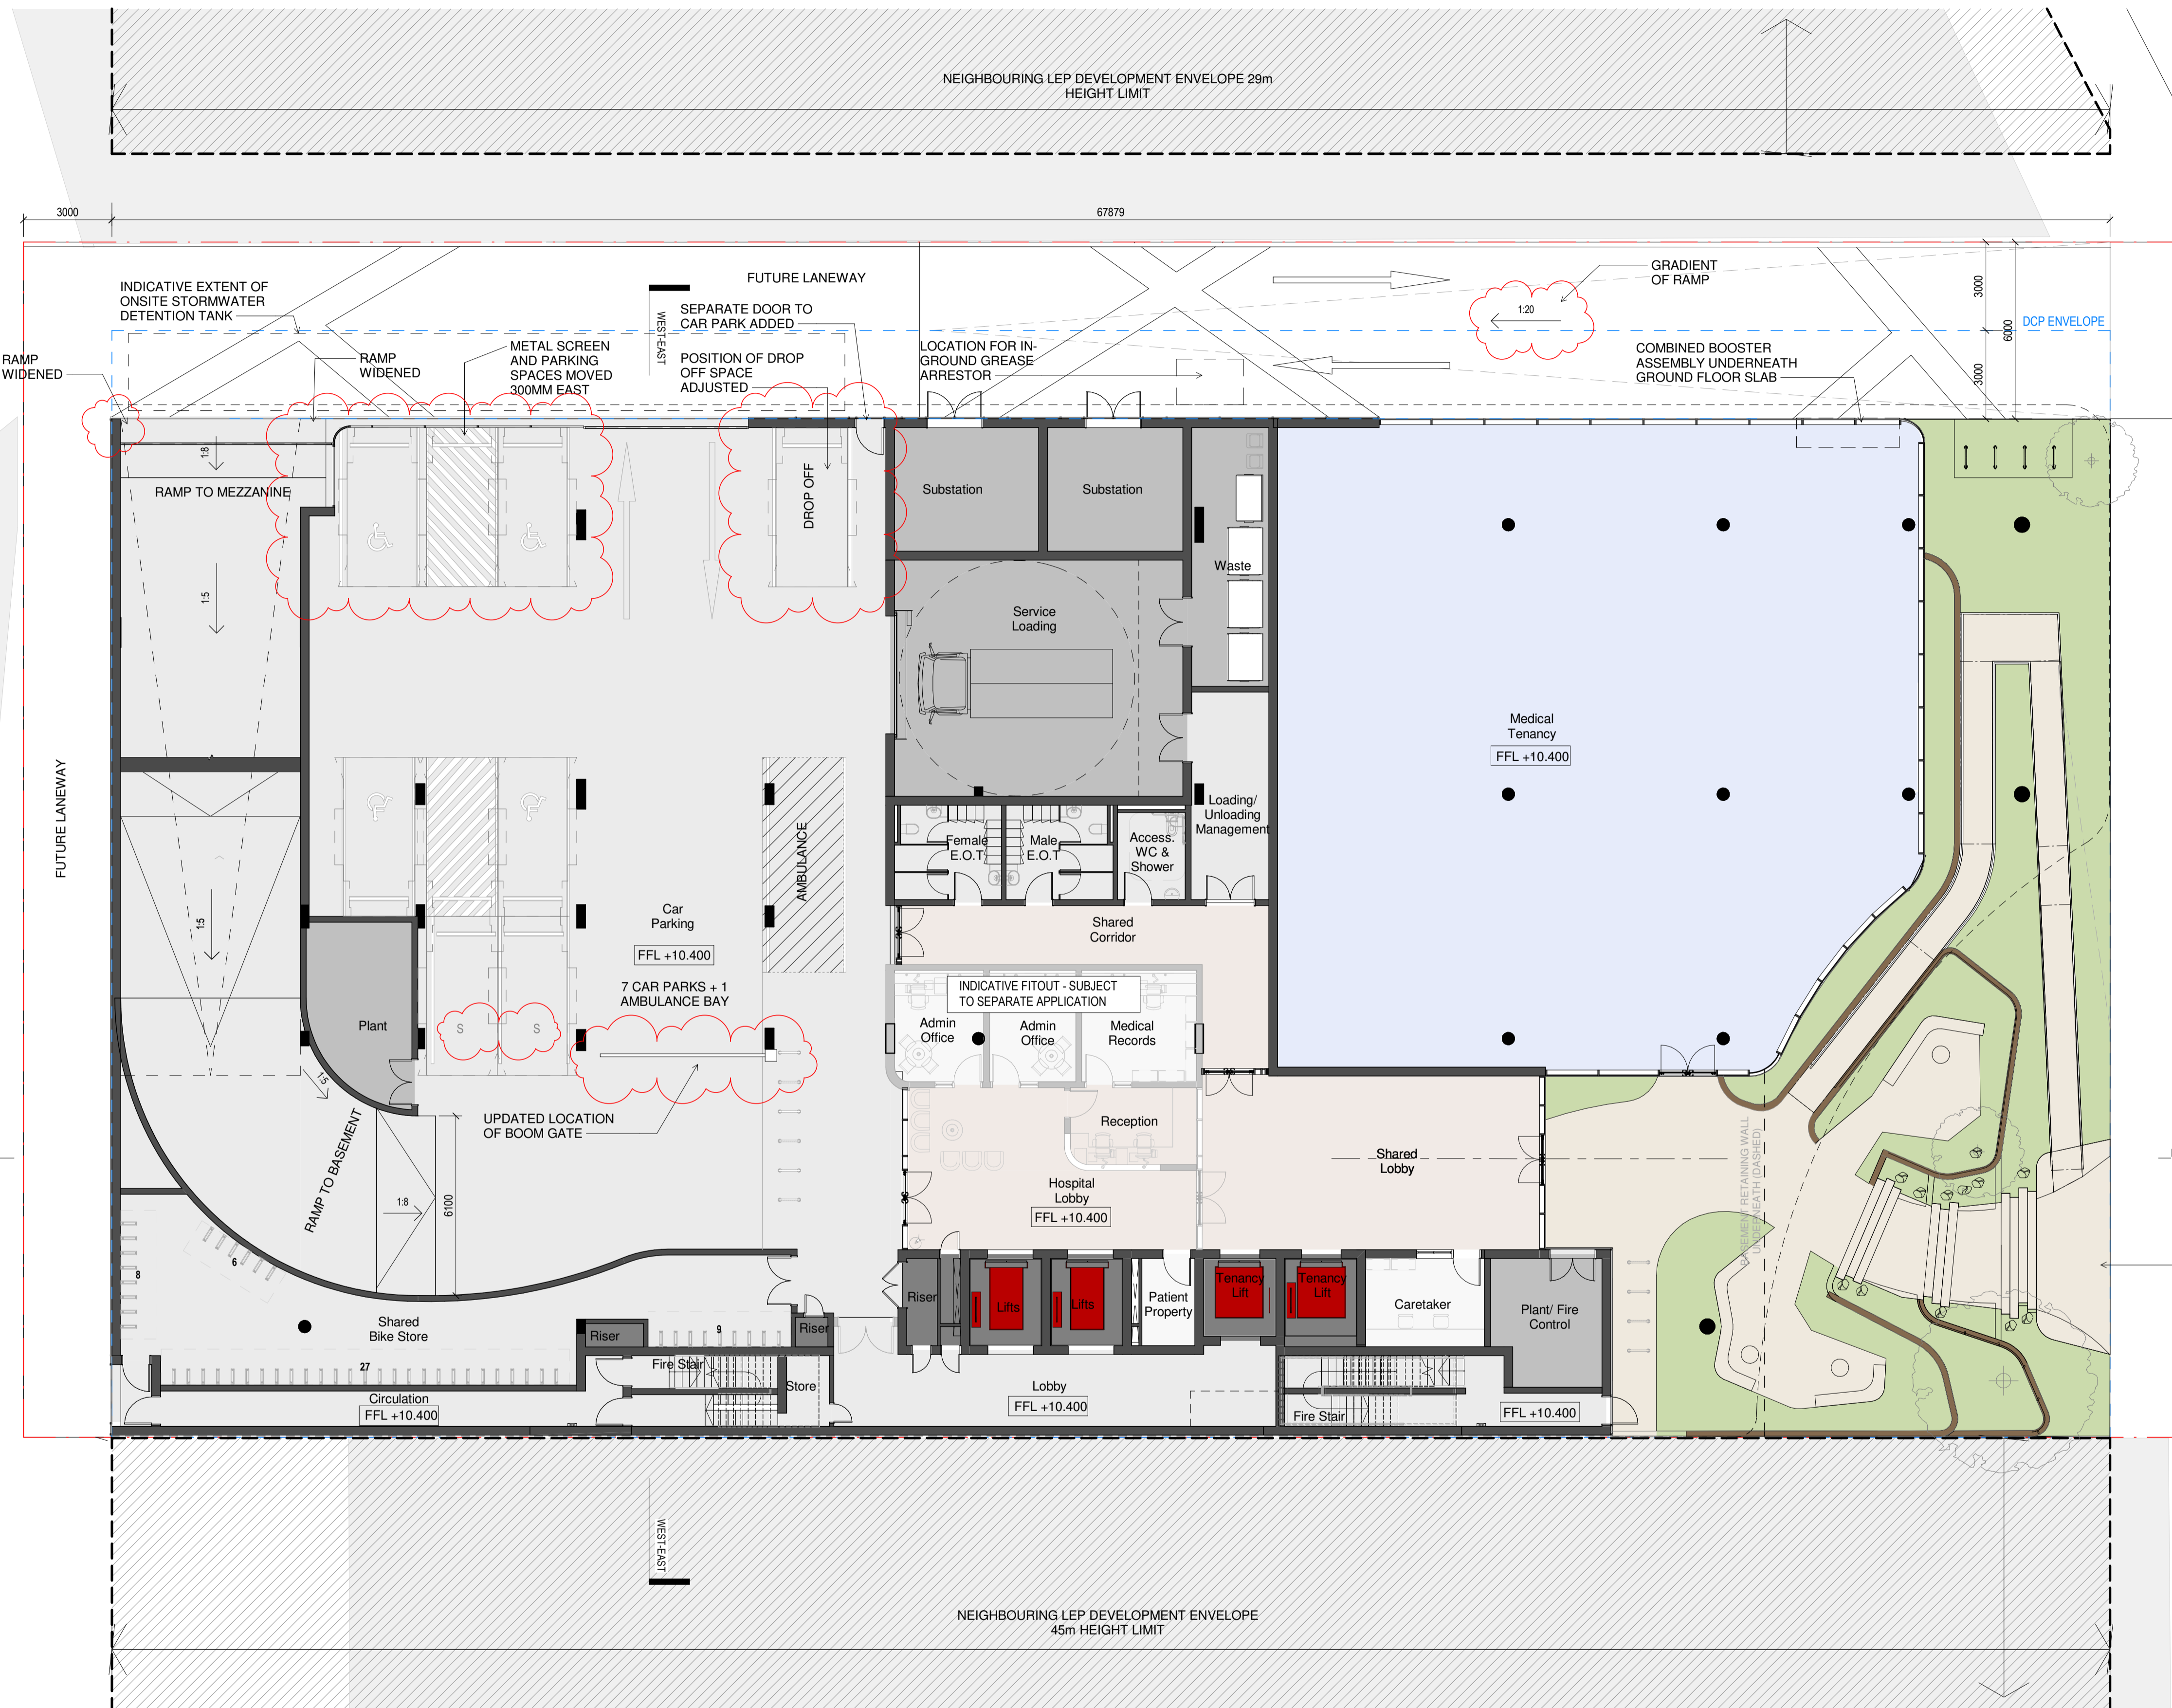 NEIGHBOURING LEP DEVELOPMENT ENVELOPE 29m
HEIGHT LIMIT
3000
67879
FUTURE LANEWAY
GRADIENT
OF RAMP
1:20
3000
6000
3000
DCP ENVELOPE
INDICATIVE EXTENT OF
ONSITE STORMWATER
DETENTION TANK
WEST-EAST
SEPARATE DOOR TO
CAR PARK ADDED
RAMP
WIDENED
RAMP
WIDENED
METAL SCREEN
AND PARKING
SPACES MOVED
300MM EAST
POSITION OF DROP
OFF SPACE
ADJUSTED
LOCATION FOR IN-
GROUND GREASE
ARRESTOR
COMBINED BOOSTER
ASSEMBLY UNDERNEATH
GROUND FLOOR SLAB
1:8
RAMP TO MEZZANINE
DROP OFF
Substation
Substation
Waste
1:5
Service
Loading
Medical
Tenancy
FFL +10.400
FUTURE LANEWAY
Loading/
Unloading
Management
Female
E.O.T
Male
E.O.T
Access.
WC &
Shower
AMBULANCE
1:5
Car
Parking
FFL +10.400
7 CAR PARKS + 1
AMBULANCE BAY
Shared
Corridor
INDICATIVE FITOUT - SUBJECT
TO SEPARATE APPLICATION
Plant
S
S
Admin
Office
Admin
Office
Medical
Records
1:5
UPDATED LOCATION
OF BOOM GATE
Reception
RAMP TO BASEMENT
1:8
6100
Hospital
Lobby
FFL +10.400
Shared
Lobby
BASEMENT RETAINING WALL
UNDERNEATH (DASHED)
8
6
Shared
Bike Store
9
27
Riser
Riser
Riser
Lifts
Lifts
Patient
Property
Tenancy
Lift
Tenancy
Lift
Caretaker
Plant/ Fire
Control
Fire Stair
Store
Circulation
FFL +10.400
Lobby
FFL +10.400
Fire Stair
FFL +10.400
WEST-EAST
NEIGHBOURING LEP DEVELOPMENT ENVELOPE
45m HEIGHT LIMIT